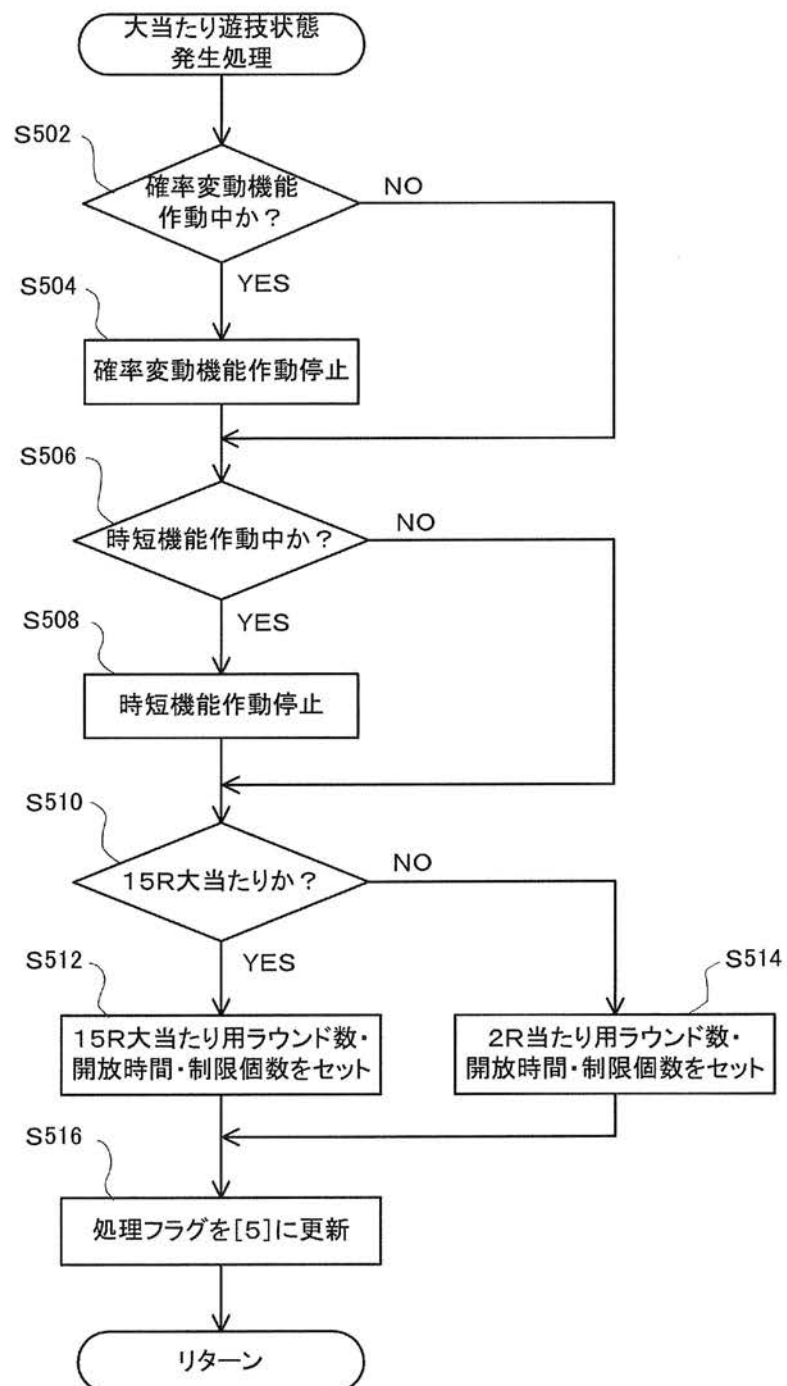 大当たり遊技状態
発生処理
S502
確率変動機能
作動中か？
NO
YES
S504
確率変動機能作動停止
S506
時短機能作動中か？
NO
YES
S508
時短機能作動停止
S510
15R大当たりか？
NO
YES
S512
15R大当たり用ラウンド数・
開放時間・制限個数をセット
S514
2R当たり用ラウンド数・
開放時間・制限個数をセット
S516
処理フラグを[5]に更新
リターン